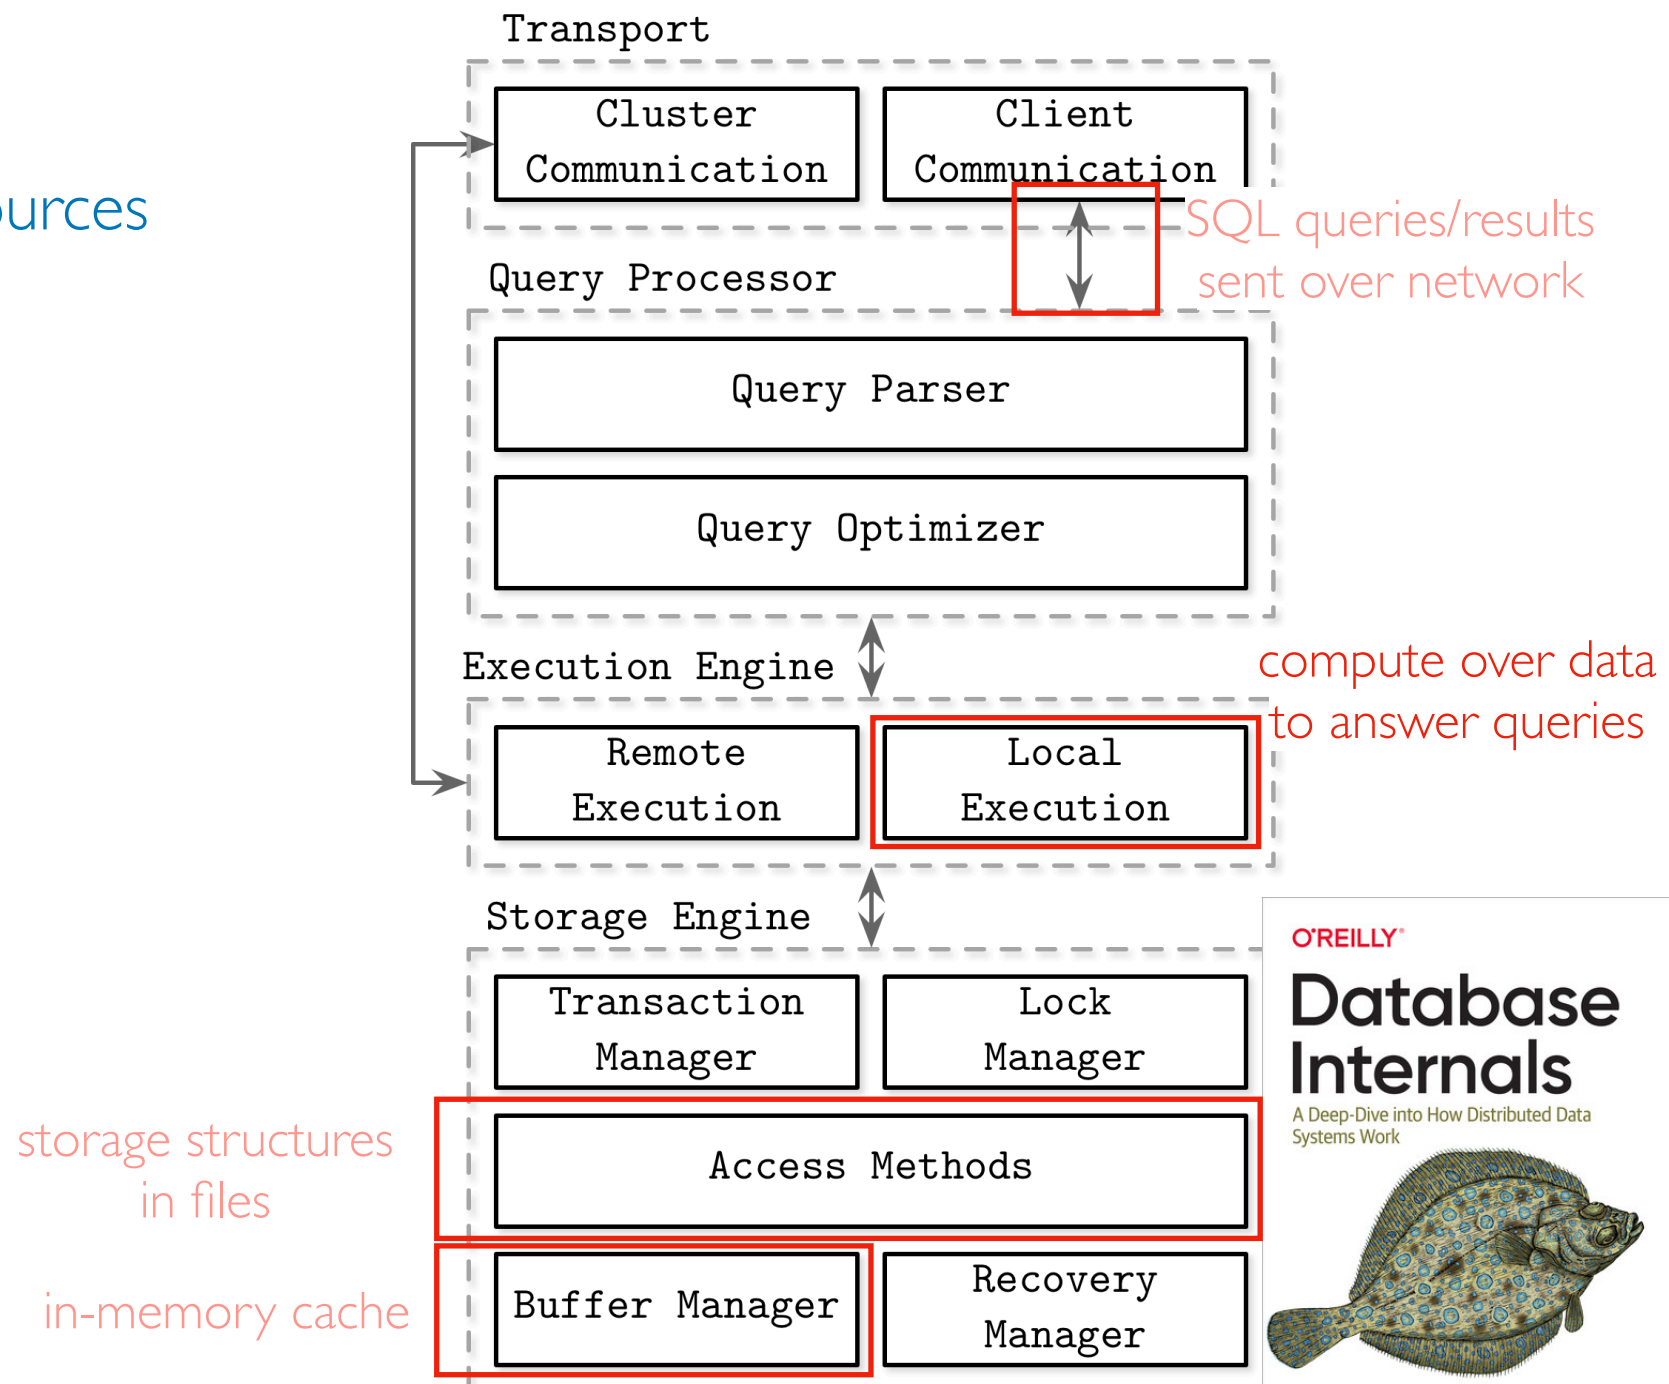 Transport
Cluster
Communication
Client
Communication
ources
SQL queries/results
sent over network
Query Processor
Query Parser
Query Optimizer
Execution Engine
compute over data
to answer queries
Remote
Execution
Local
Execution
Storage Engine
Transaction
Manager
Lock
Manager
storage structures
in files
Access Methods
in-memory cache
Buffer Manager
Recovery
Manager
O'REILLY®
Database
Internals
A Deep-Dive into How Distributed Data
Systems Work